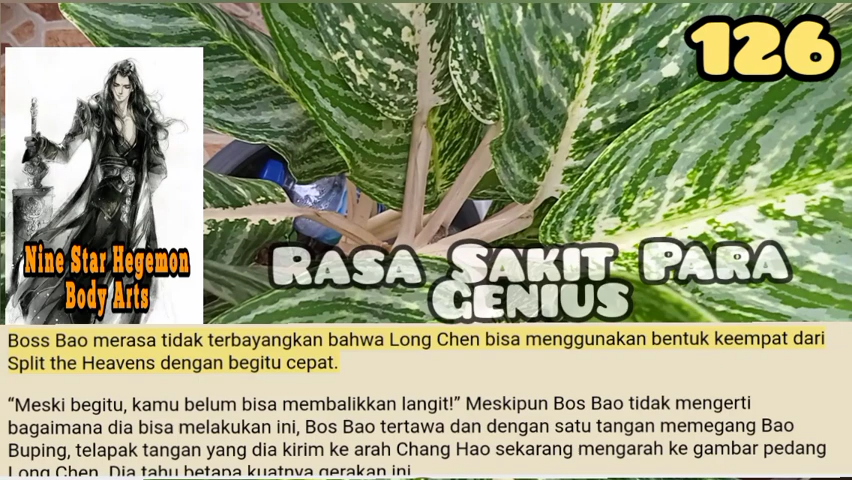 126
Nine Star Hegemon
Body Arts
Rasa Sakit Para
Genius
Boss Bao merasa tidak terbayangkan bahwa Long Chen bisa menggunakan bentuk keempat dari
Split the Heavens dengan begitu cepat.
“Meski begitu, kamu belum bisa membalikkan langit!” Meskipun Bos Bao tidak mengerti
bagaimana dia bisa melakukan ini, Bos Bao tertawa dan dengan satu tangan memegang Bao
Buping, telapak tangan yang dia kirim ke arah Chang Hao sekarang mengarah ke gambar pedang
Long Chen. Dia tahu betapa kuatnya gerakan ini